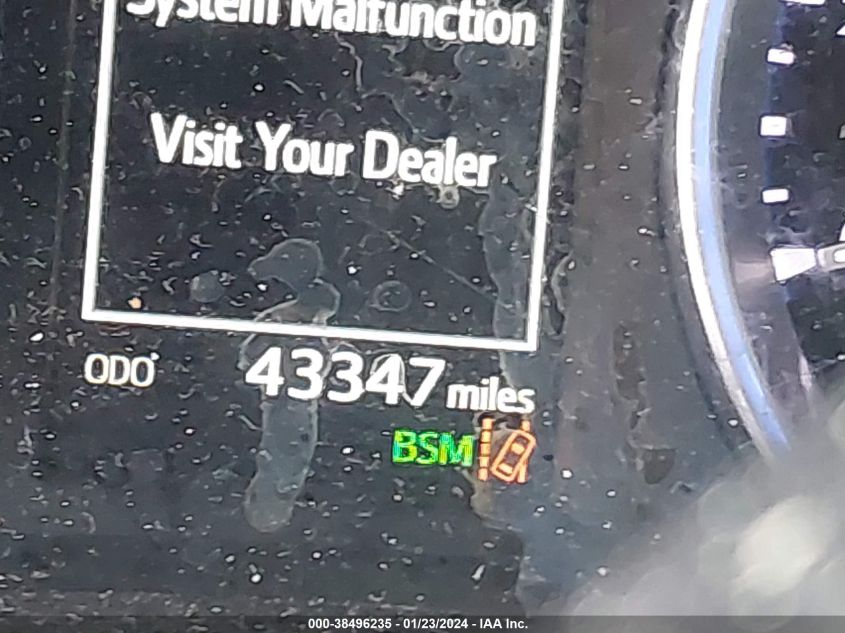 System Malfunction
Visit Your Dealer
ODO 43347 miles
BSM
000-38496235 - 01/23/2024 - IAA Inc.